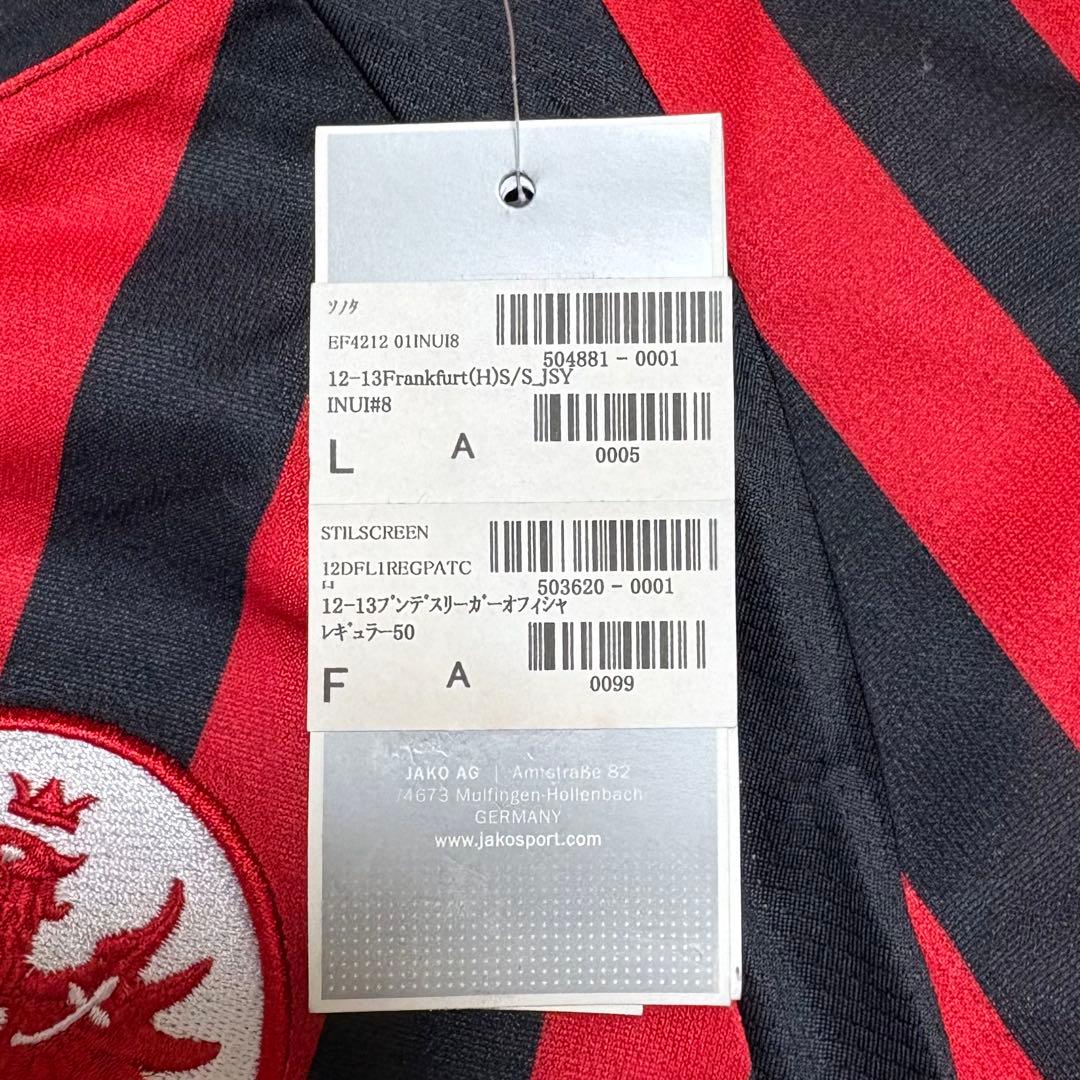 ソノタ
EF4212 01INUI8
504881-0001
12-13Frankfurt(H)S/S_JSY
INUI#8
L A
0005
STILSCREEN
12DFL1REGPATC
H
503620-0001
12-13ブンデスリーガーオフィシャ
レギュラー50
F A
0099
JAKO AG | Amtstraße 82
74673 Mulfingen-Hollenbach
GERMANY
www.jakosport.com